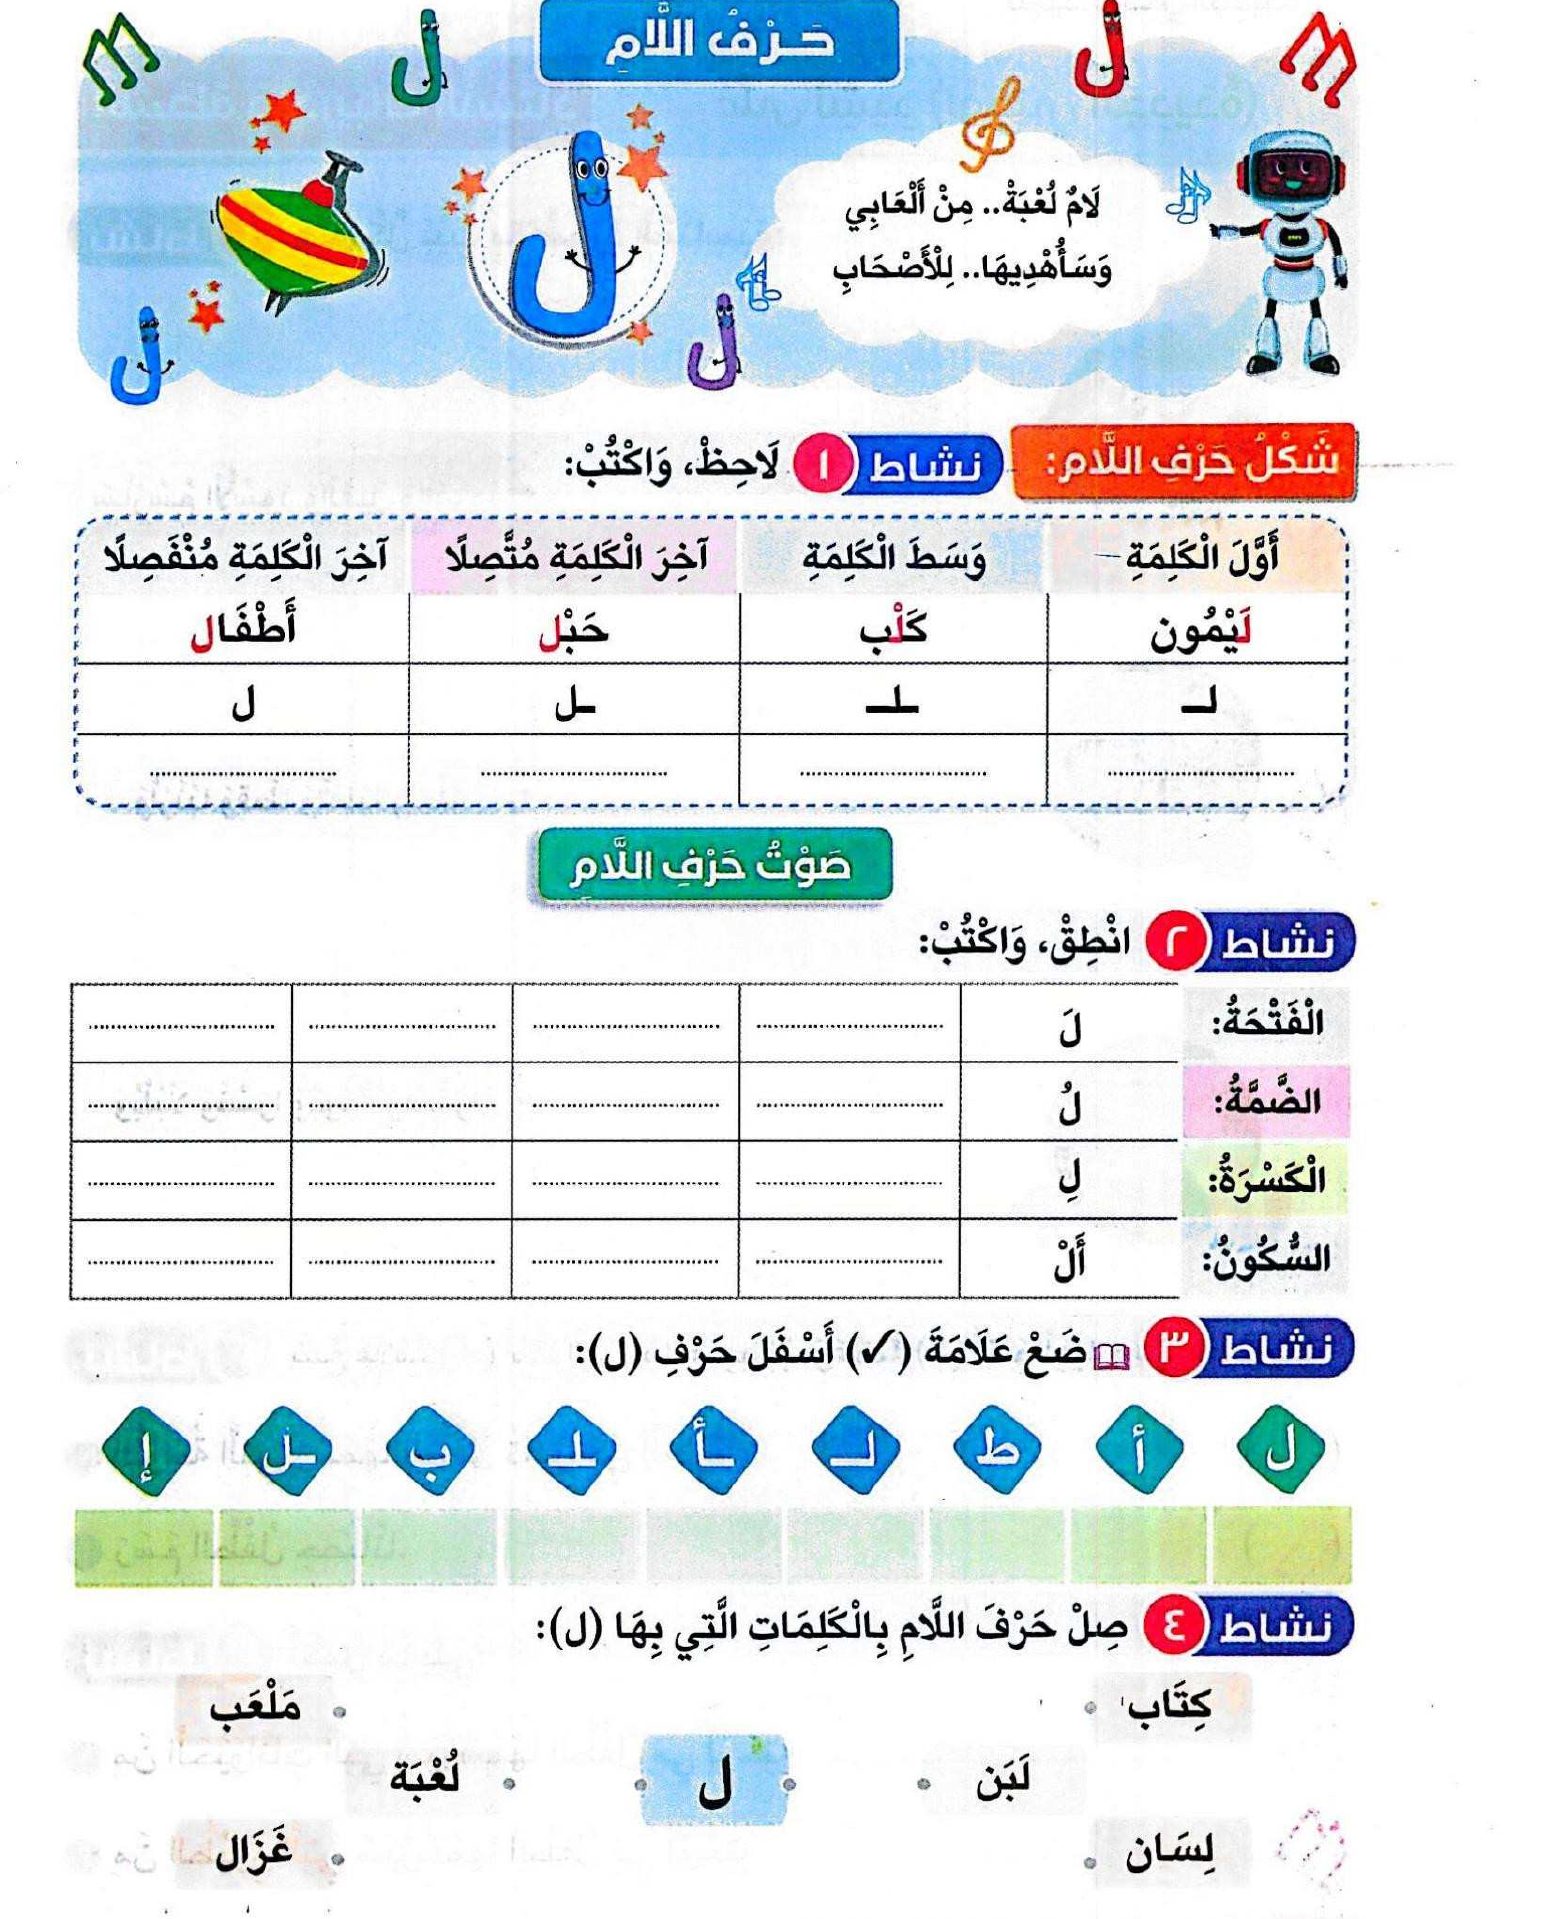 حَرْفُ اللَّامِ
لَامٌ لُعْبَةْ.. مِنْ أَلْعَابِي
وَسَأُهْدِيهَا.. لِلْأَصْحَابِ
شَكْلُ حَرْفِ اللَّامِ: نشاط ١ لَاحِظْ، وَاكْتُبْ:
أَوَّلَ الْكَلِمَةِ وَسَطَ الْكَلِمَةِ آخِرَ الْكَلِمَةِ مُتَّصِلًا آخِرَ الْكَلِمَةِ مُنْفَصِلًا
لَيْمُون كَلْب حَبْل أَطْفَال
لـ ـلـ ـل ل
صَوْتُ حَرْفِ اللَّامِ
نشاط ٢ انْطِقْ، وَاكْتُبْ:
الْفَتْحَةُ: لَ
الضَّمَّةُ: لُ
الْكَسْرَةُ: لِ
السُّكُونُ: أَلْ
نشاط ٣ ضَعْ عَلَامَةَ (✓) أَسْفَلَ حَرْفِ (ل):
ل أ ط لـ ـأ ـلـ ب ـل إ
نشاط ٤ صِلْ حَرْفَ اللَّامِ بِالْكَلِمَاتِ الَّتِي بِهَا (ل):
كِتَاب مَلْعَب
لَبَن ل لُعْبَة
لِسَان غَزَال